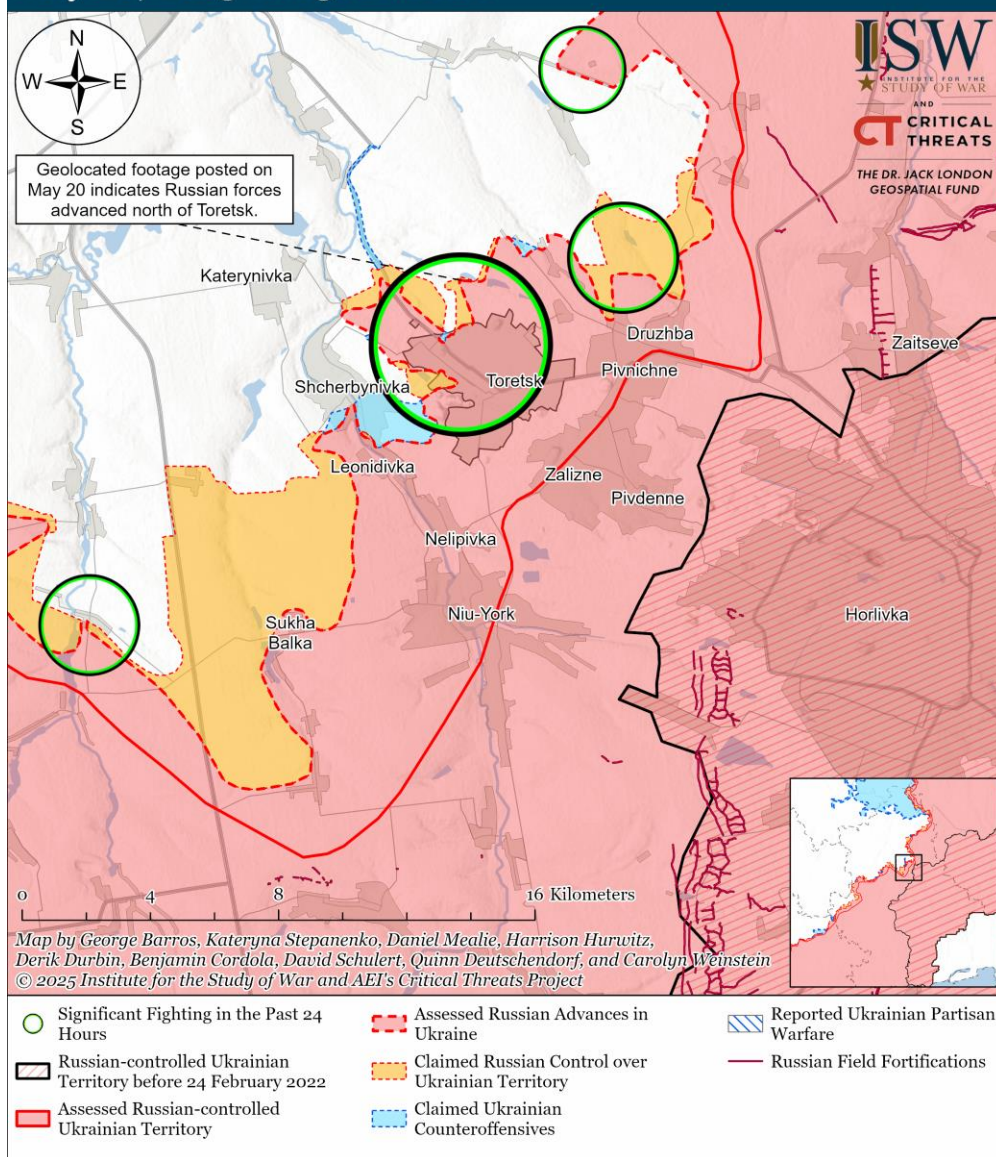 N
W E
S
ISW
INSTITUTE FOR THE
STUDY OF WAR
AND
CT CRITICAL
THREATS
THE DR. JACK LONDON
GEOSPATIAL FUND
Geolocated footage posted on
May 20 indicates Russian forces
advanced north of Toretsk.
Katerynivka
Druzhba
Zaitseve
Pivnichne
Toretsk
Shcherbynivka
Leonidivka
Zalizne
Pivdenne
Nelipivka
Niu-York
Horlivka
Sukha
Balka
0 4 8 16 Kilometers
Map by George Barros, Kateryna Stepanenko, Daniel Mealie, Harrison Hurwitz,
Derik Durbin, Benjamin Cordola, David Schulert, Quinn Deutschendorf, and Carolyn Weinstein
© 2025 Institute for the Study of War and AEI's Critical Threats Project
Significant Fighting in the Past 24
Hours
Russian-controlled Ukrainian
Territory before 24 February 2022
Assessed Russian-controlled
Ukrainian Territory
Assessed Russian Advances in
Ukraine
Claimed Russian Control over
Ukrainian Territory
Claimed Ukrainian
Counteroffensives
Reported Ukrainian Partisan
Warfare
Russian Field Fortifications